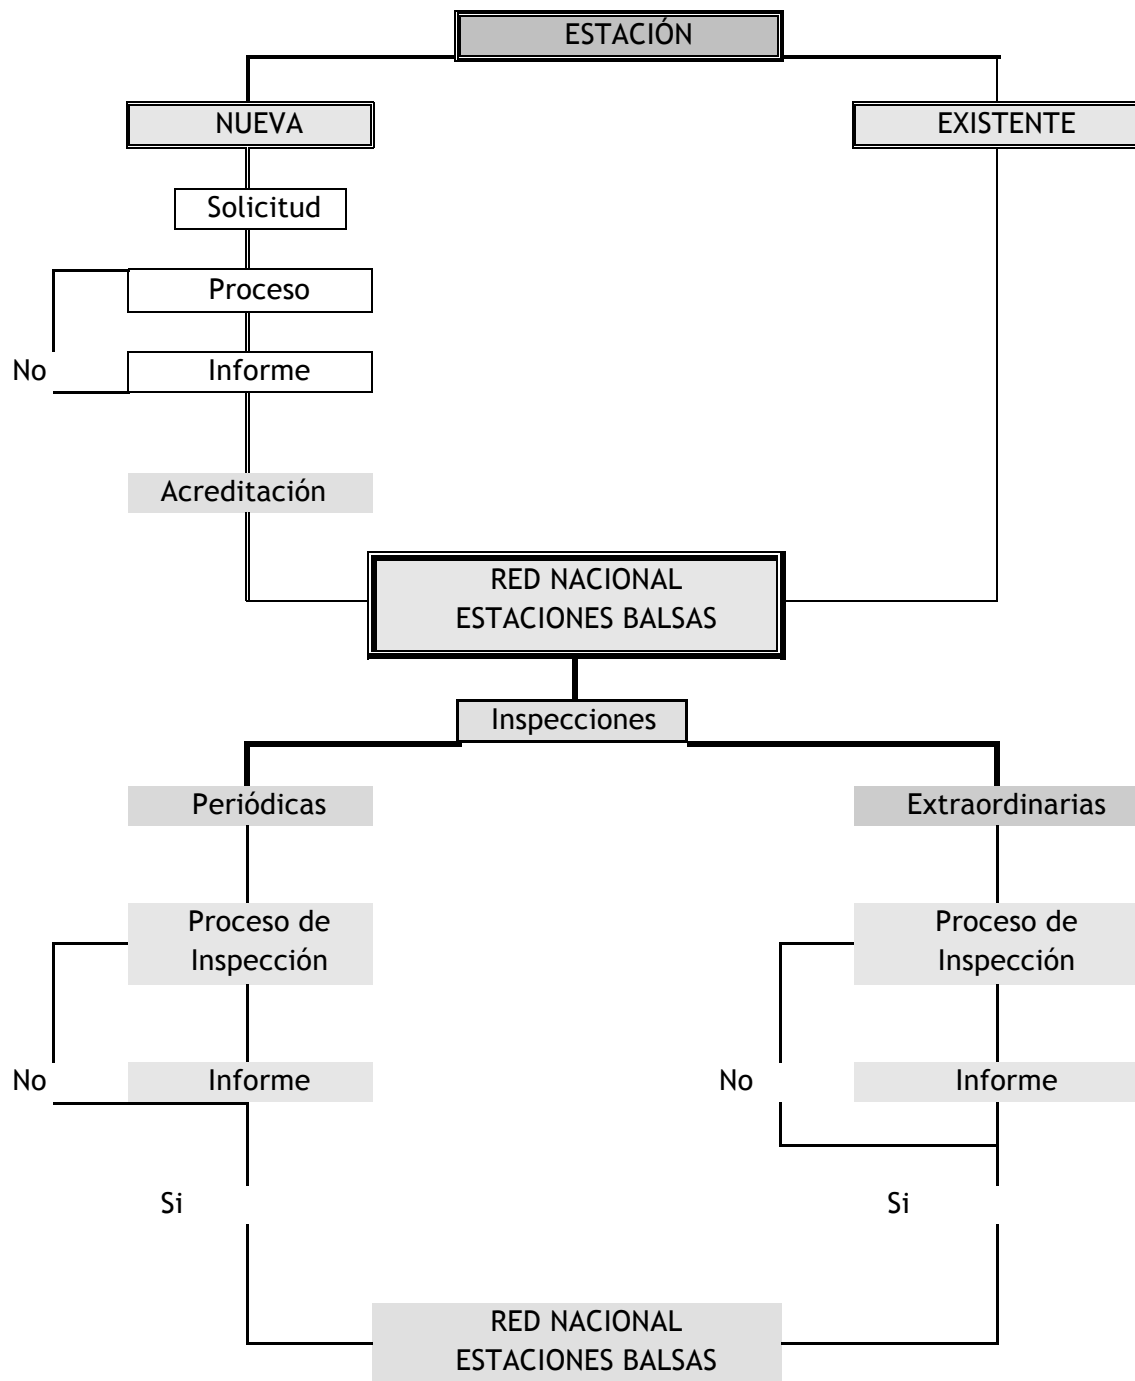 ESTACIÓN
NUEVA
EXISTENTE
Solicitud
Proceso
No
Informe
Acreditación
RED NACIONAL
ESTACIONES BALSAS
Inspecciones
Periódicas
Extraordinarias
Proceso de
Inspección
Proceso de
Inspección
No
Informe
No
Informe
Si
Si
RED NACIONAL
ESTACIONES BALSAS